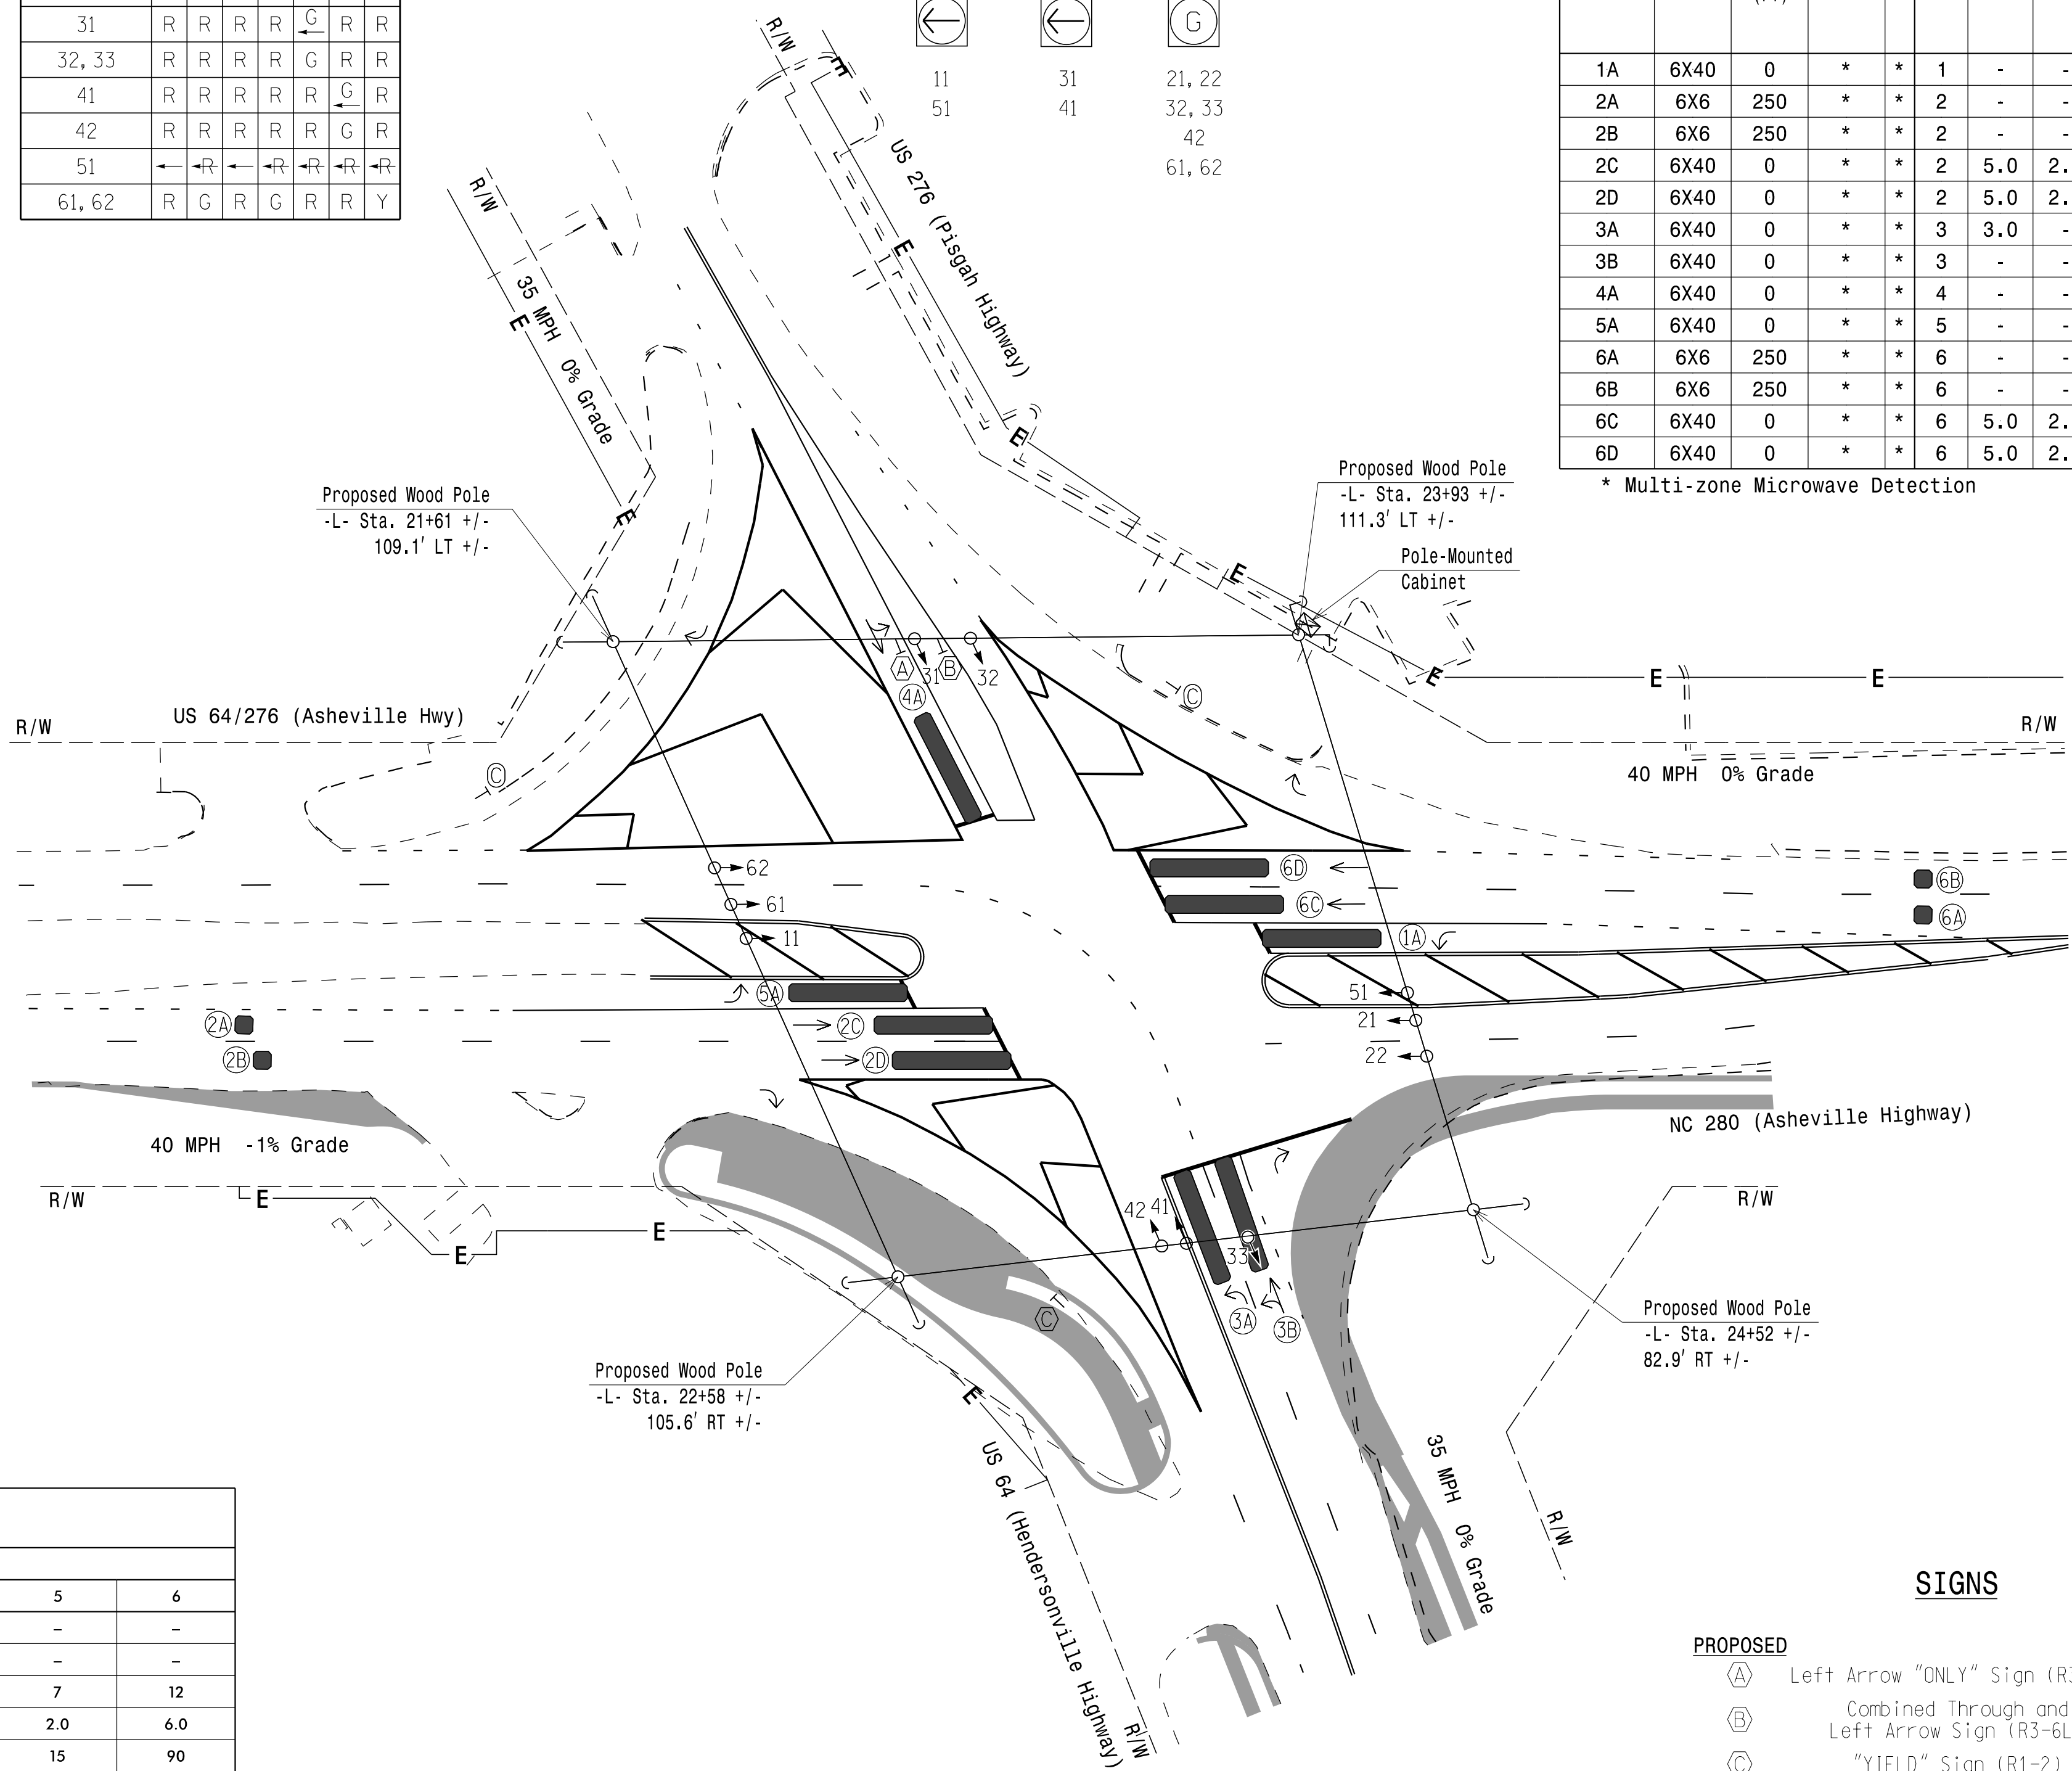 31 R R R R G R R
32, 33 R R R R G R R
41 R R R R R G R
42 R R R R R G R
51 R R R R R
61, 62 R G R G R R Y
G
11 31 21, 22
51 41 32, 33
42
61, 62
1A 6X40 0 * * 1 - -
2A 6X6 250 * * 2 - -
2B 6X6 250 * * 2 - -
2C 6X40 0 * * 2 5.0 2.
2D 6X40 0 * * 2 5.0 2.
3A 6X40 0 * * 3 3.0 -
3B 6X40 0 * * 3 - -
4A 6X40 0 * * 4 - -
5A 6X40 0 * * 5 - -
6A 6X6 250 * * 6 - -
6B 6X6 250 * * 6 - -
6C 6X40 0 * * 6 5.0 2.
6D 6X40 0 * * 6 5.0 2.
* Multi-zone Microwave Detection
R/W
E
US 276 (Pisgah Highway)
E
R/W
35 MPH 0% Grade
E
E
E
Proposed Wood Pole
-L- Sta. 21+61 +/-
109.1' LT +/-
Proposed Wood Pole
-L- Sta. 23+93 +/-
111.3' LT +/-
Pole-Mounted
Cabinet
E
E
E
E
A 31 B 32
4A
C
R/W
US 64/276 (Asheville Hwy)
C
R/W
40 MPH 0% Grade
62
61
11
6D
6C
1A
6B
6A
5A
51
21
22
2A
2B
2C
2D
40 MPH -1% Grade
NC 280 (Asheville Highway)
R/W
E
E
E
R/W
42 41
33
3A
3B
C
Proposed Wood Pole
-L- Sta. 24+52 +/-
82.9' RT +/-
Proposed Wood Pole
-L- Sta. 22+58 +/-
105.6' RT +/-
E
US 64 (Hendersonville Highway)
R/W
35 MPH 0% Grade
R/W
5 6
- -
- -
7 12
2.0 6.0
15 90
SIGNS
PROPOSED
A Left Arrow "ONLY" Sign
B Combined Through and
Left Arrow Sign (R3-6L
C "YIELD" Sign (R1-2)